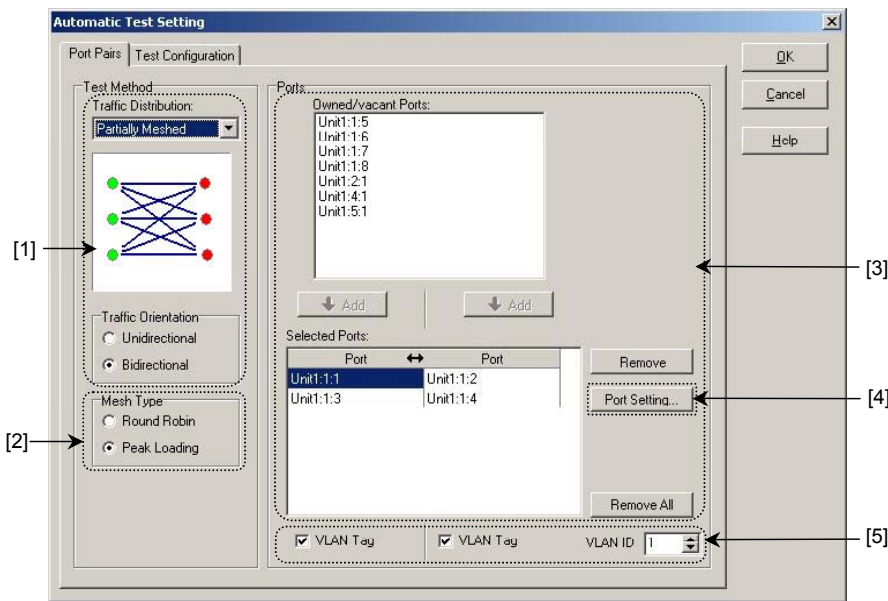 Automatic Test Setting
Port Pairs Test Configuration
OK
Cancel
Help
Test Method
Traffic Distribution:
Partially Meshed
[1]
Traffic Orientation
Unidirectional
Bidirectional
Mesh Type
[2]
Round Robin
Peak Loading
Ports
Owned/vacant Ports:
Unit1:1:5
Unit1:1:6
Unit1:1:7
Unit1:1:8
Unit1:2:1
Unit1:4:1
Unit1:5:1
[3]
Add Add
Selected Ports:
Port ↔ Port
Unit1:1:1 Unit1:1:2
Unit1:1:3 Unit1:1:4
Remove
Port Setting...
[4]
Remove All
VLAN Tag VLAN Tag VLAN ID 1
[5]